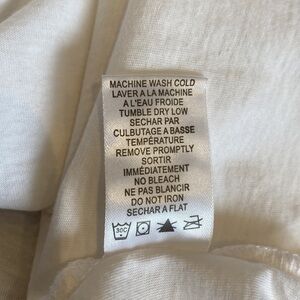 MACHINE WASH COLD
LAVER A LA MACHINE
A L'EAU FROIDE
TUMBLE DRY LOW
SECHAR PAR
CULBUTAGE A BASSE
TEMPÉRATURE
REMOVE PROMPTLY
SORTIR
IMMÉDIATEMENT
NO BLEACH
NE PAS BLANCIR
DO NOT IRON
SECHAR A FLAT
30C